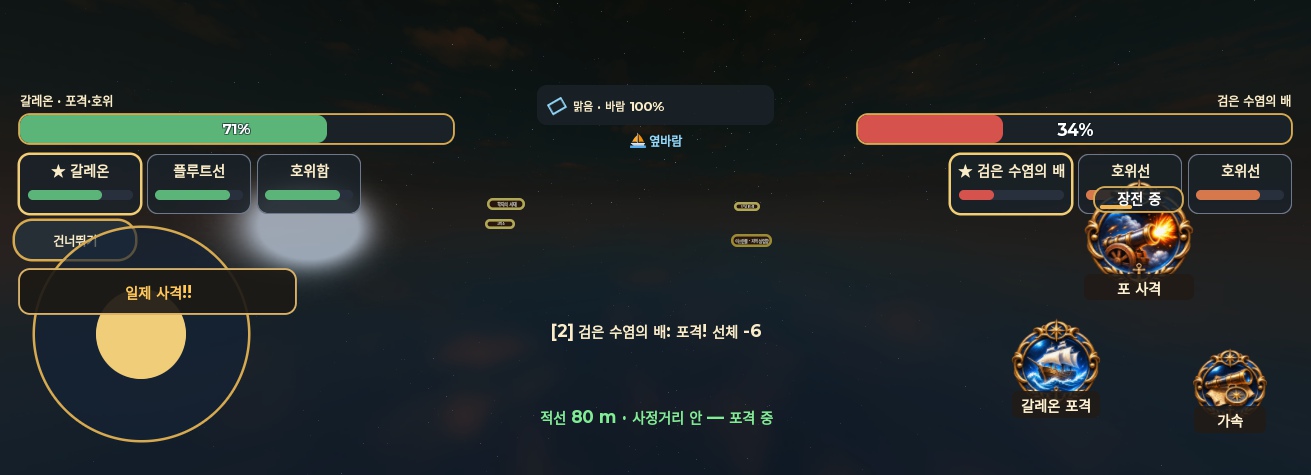 갈레온 · 포격·호위
71%
★ 갈레온
플루트선
호위함
건너뛰기
일제 사격!!
맑음 · 바람 100%
옆바람
검은 수염의 배
34%
★ 검은 수염의 배
호위선
호위선
장전 중
포 사격
[2] 검은 수염의 배: 포격! 선체 -6
적선 80 m · 사정거리 안 — 포격 중
갈레온 포격
가속